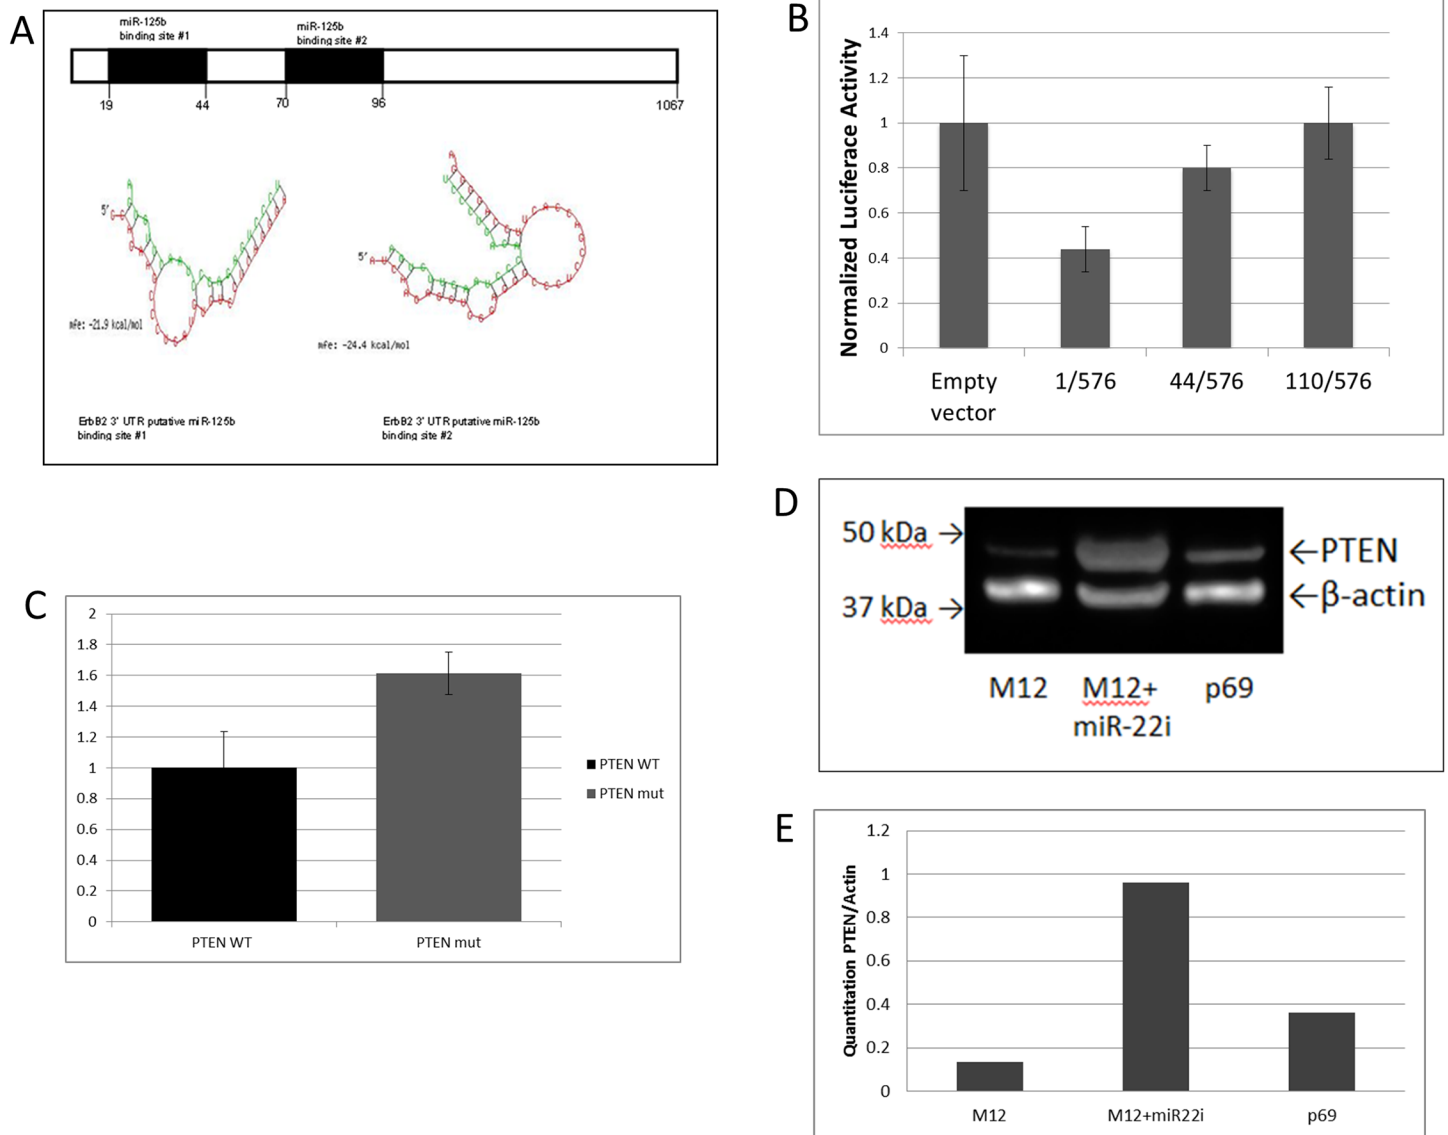 A
miR-125b
binding site #1
miR-125b
binding site #2
19
44
70
96
1067
5'
mfe: -21.9 kcal/mol
5'
mfe: -24.4 kcal/mol
ErbB2 3' UTR putative miR-125b
binding site #1
ErbB2 3' UTR putative miR-125b
binding site #2
B
Normalized Luciferace Activity
1.4
1.2
1
0.8
0.6
0.4
0.2
0
Empty
vector
1/576
44/576
110/576
C
2
1.8
1.6
1.4
1.2
1
0.8
0.6
0.4
0.2
0
PTEN WT
PTEN mut
PTEN WT
PTEN mut
D
50 kDa →
37 kDa →
←PTEN
←β-actin
M12
M12+
miR-22i
p69
E
Quantitation PTEN/Actin
1.2
1
0.8
0.6
0.4
0.2
0
M12
M12+miR22i
p69